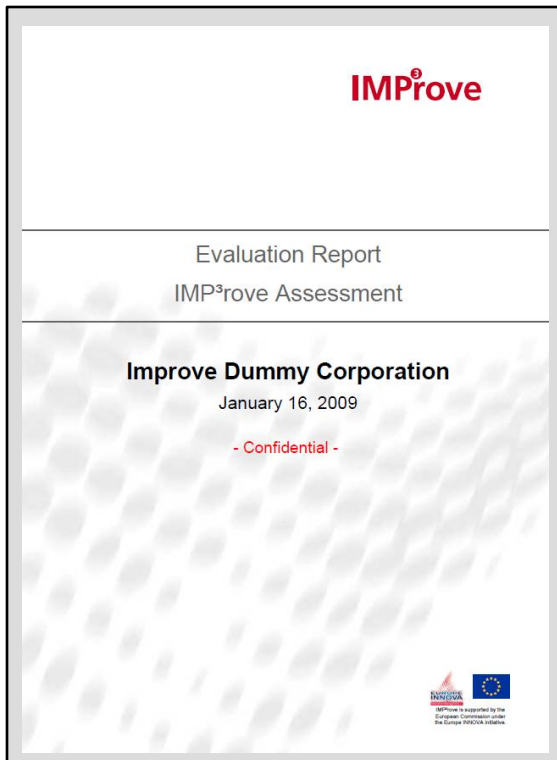 IMP³rove
Evaluation Report
IMP³rove Assessment
Improve Dummy Corporation
January 16, 2009
- Confidential -
EUROPE
INNOVA
IMP³rove is supported by the
European Commission under
the Europe INNOVA initiative.